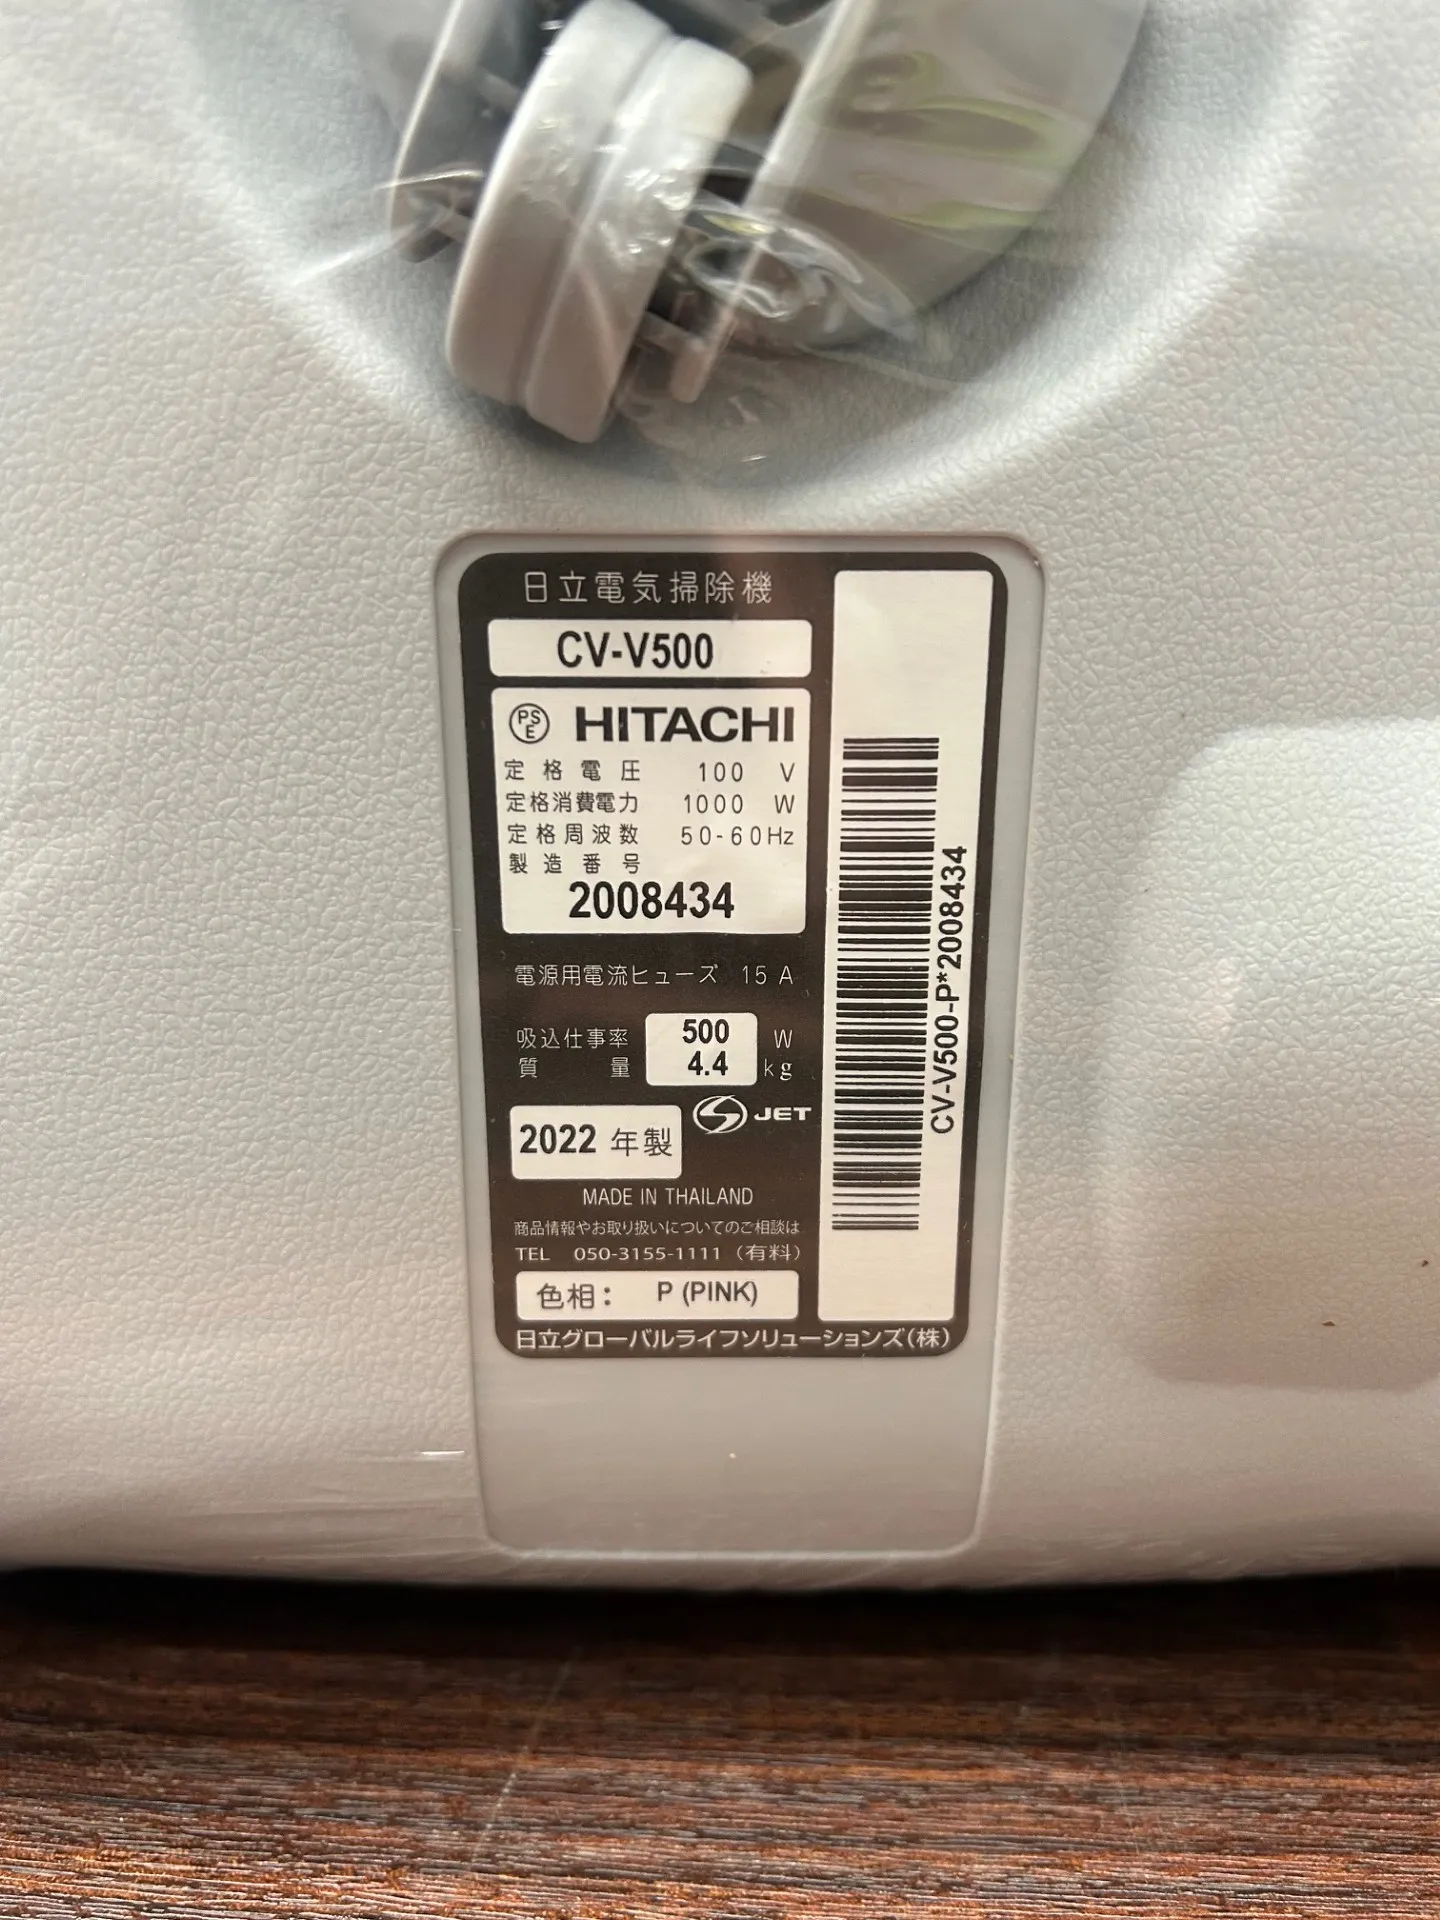 日立電気掃除機
CV-V500
PSE HITACHI
定格電圧 100 V
定格消費電力 1000 W
定格周波数 50-60Hz
製造番号
2008434
電源用電流ヒューズ 15 A
吸込仕事率 500 W
質量 4.4 kg
JET
2022 年製
MADE IN THAILAND
商品情報やお取り扱いについてのご相談は
TEL 050-3155-1111 (有料)
色相: P (PINK)
日立グローバルライフソリューションズ(株)
CV-V500-P*2008434